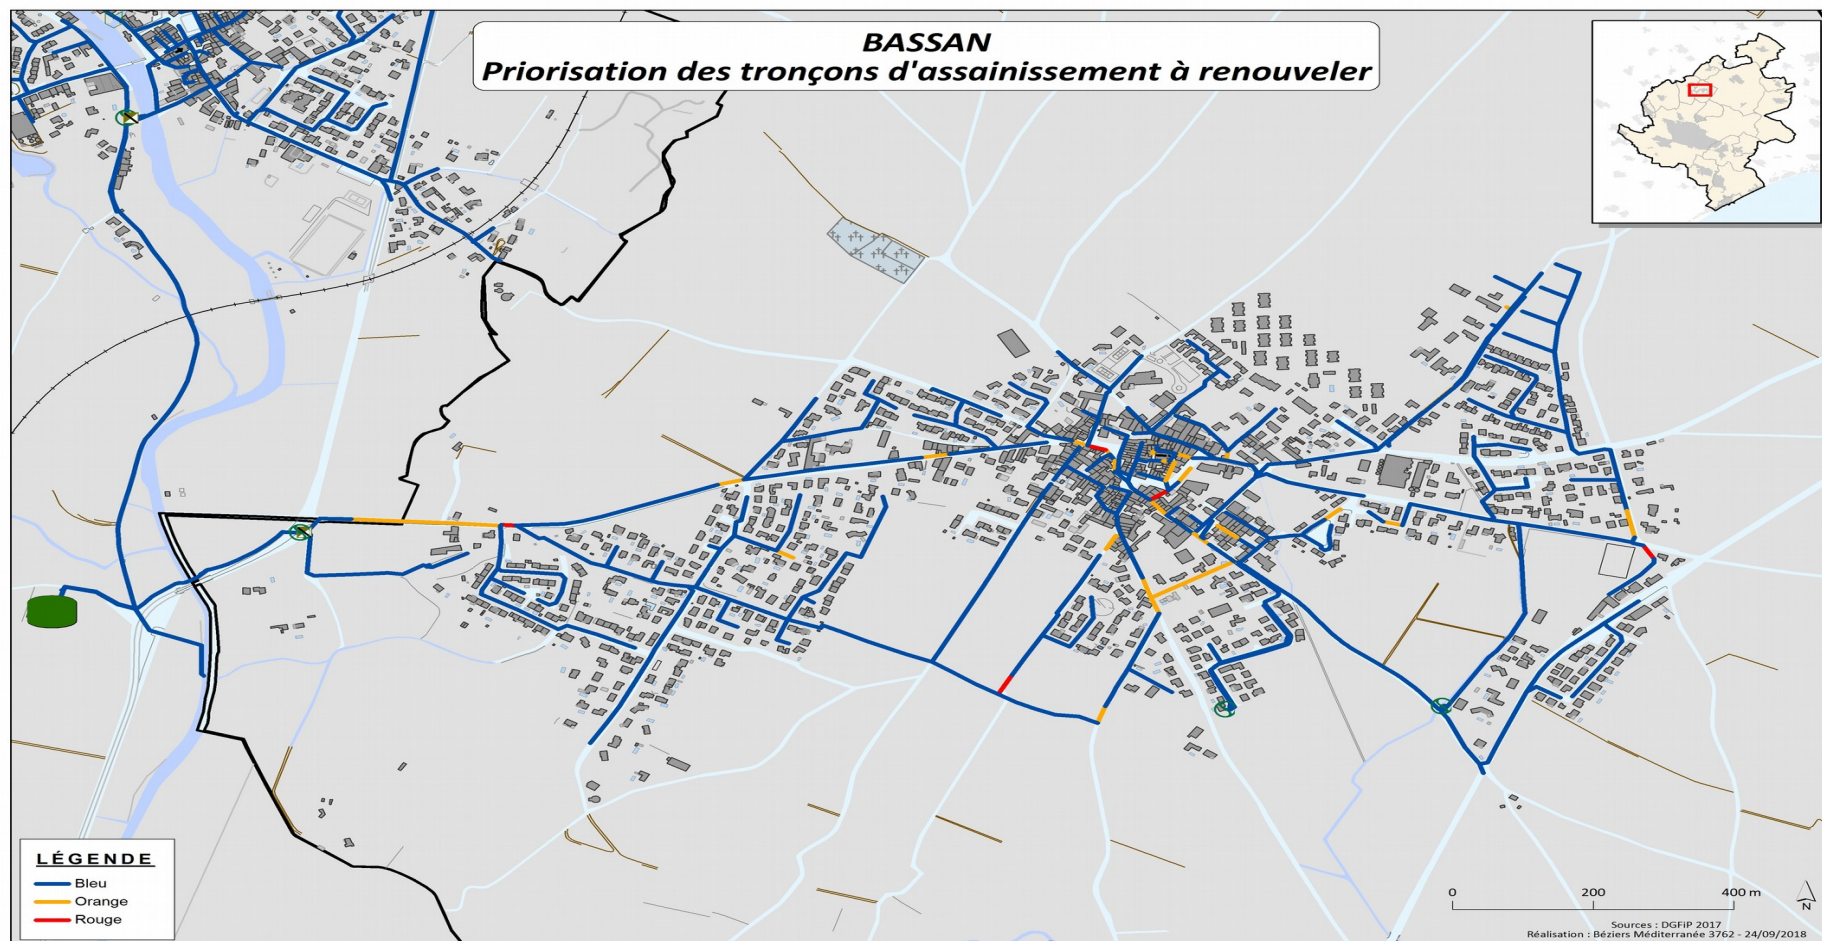 BASSAN
Priorisation des tronçons d'assainissement à renouveler
LÉGENDE
Bleu
Orange
Rouge
0 200 400 m
N
Sources : DGFiP 2017
Réalisation : Béziers Méditerranée 3762 - 24/09/2018